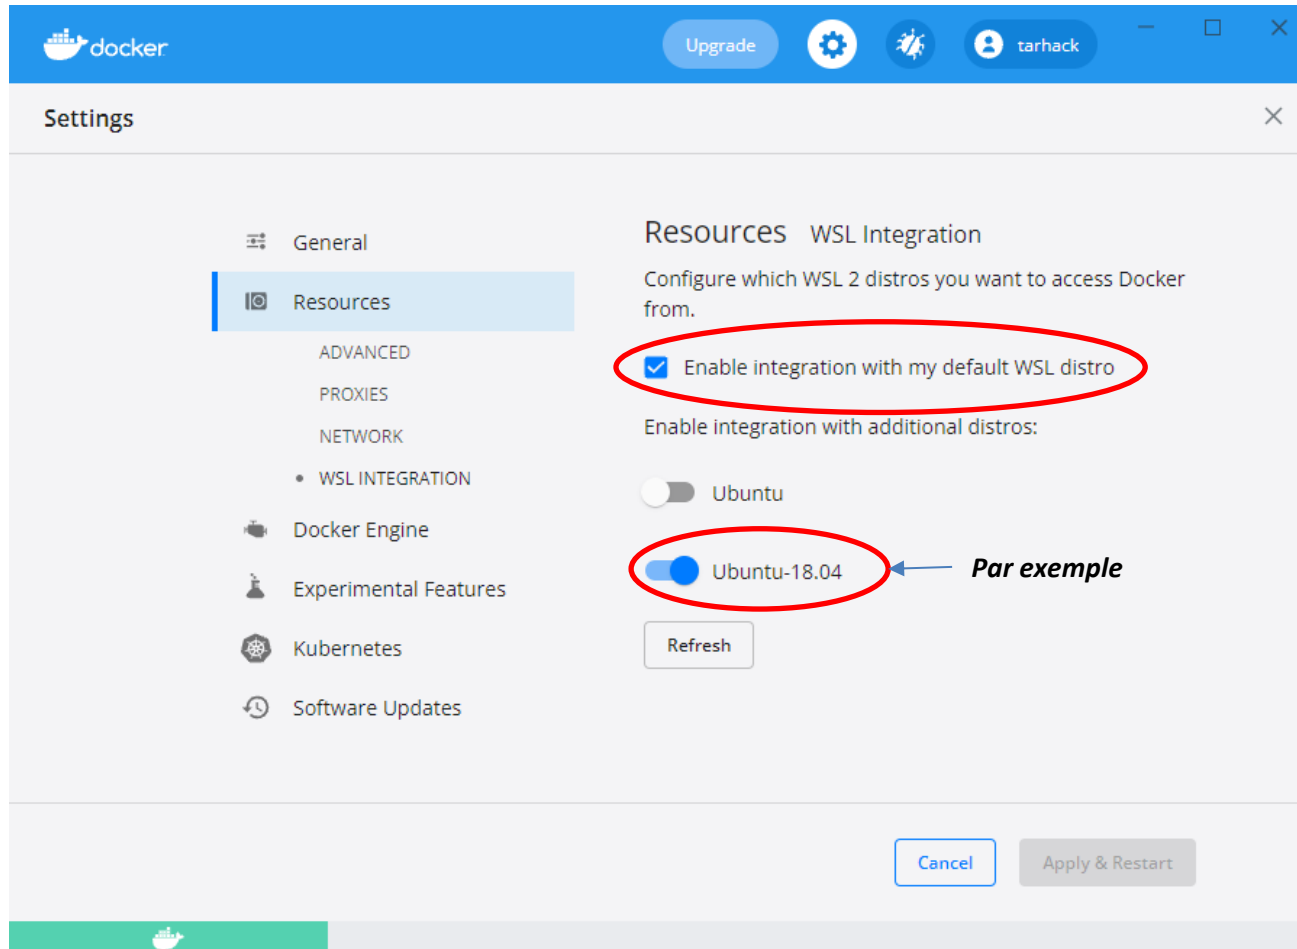 docker
Upgrade
tarhack
Settings
General
Resources
ADVANCED
PROXIES
NETWORK
WSL INTEGRATION
Docker Engine
Experimental Features
Kubernetes
Software Updates
Resources WSL Integration
Configure which WSL 2 distros you want to access Docker
from.
Enable integration with my default WSL distro
Enable integration with additional distros:
Ubuntu
Ubuntu-18.04
Par exemple
Refresh
Cancel
Apply & Restart